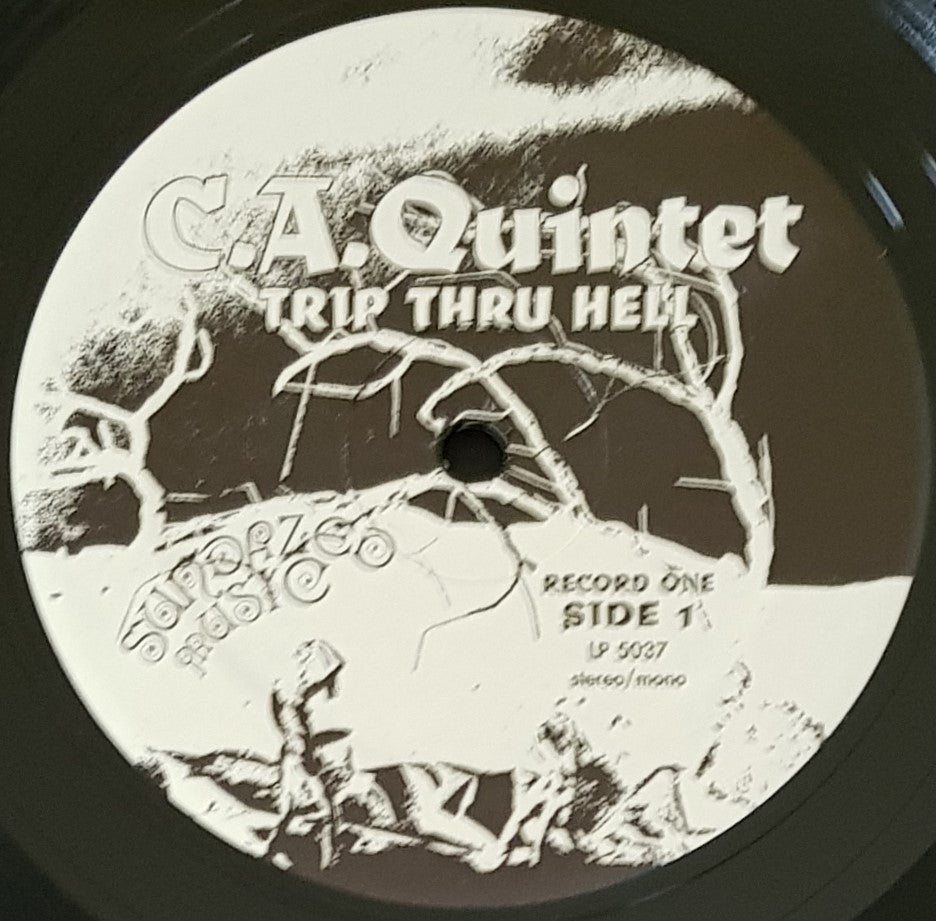 C.A.Quintet
TRIP THRU HELL
SUNDAZED
MUSIC
RECORD ONE
SIDE 1
LP 5037
stereo/mono